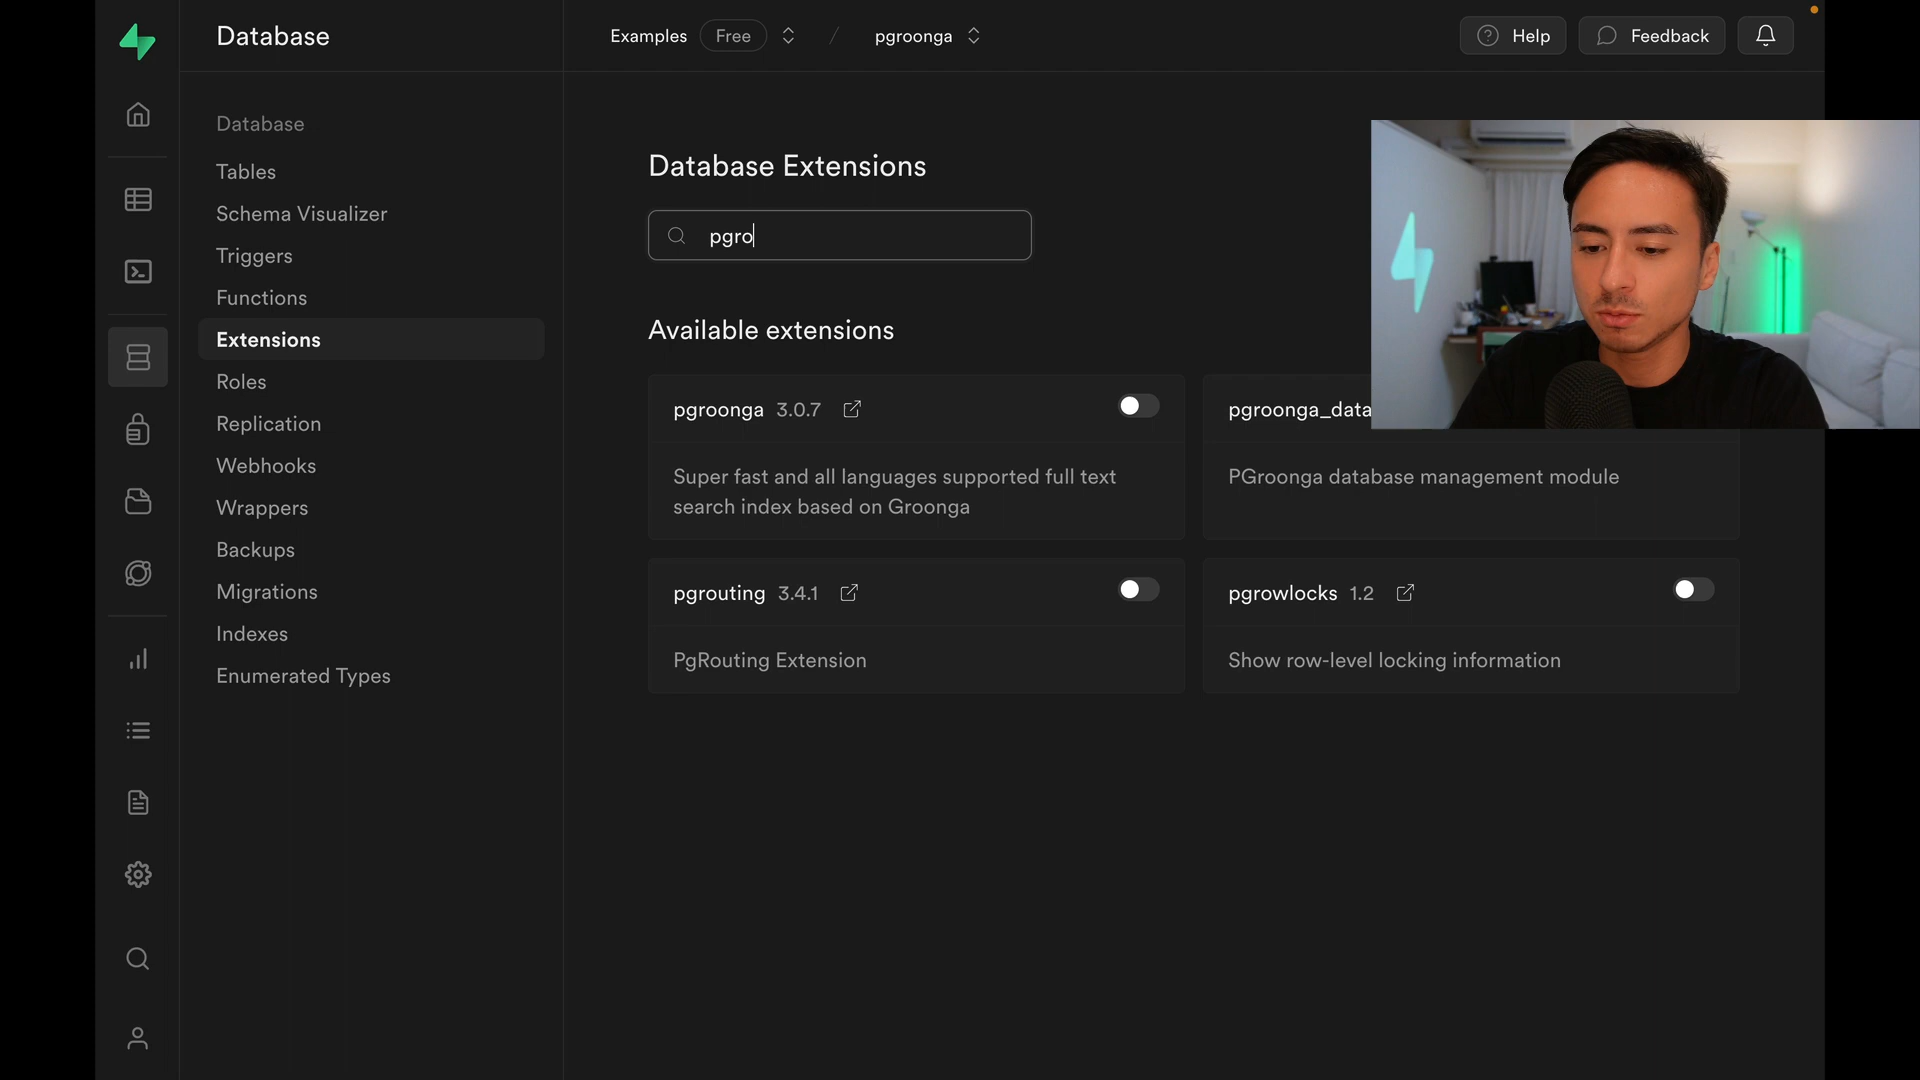 Database
Examples Free / pgroonga
Help
Feedback
Database
Tables
Schema Visualizer
Triggers
Functions
Extensions
Roles
Replication
Webhooks
Wrappers
Backups
Migrations
Indexes
Enumerated Types
Database Extensions
pgro
Available extensions
pgroonga 3.0.7
Super fast and all languages supported full text
search index based on Groonga
pgroonga_data
PGroonga database management module
pgrouting 3.4.1
PgRouting Extension
pgrowlocks 1.2
Show row-level locking information